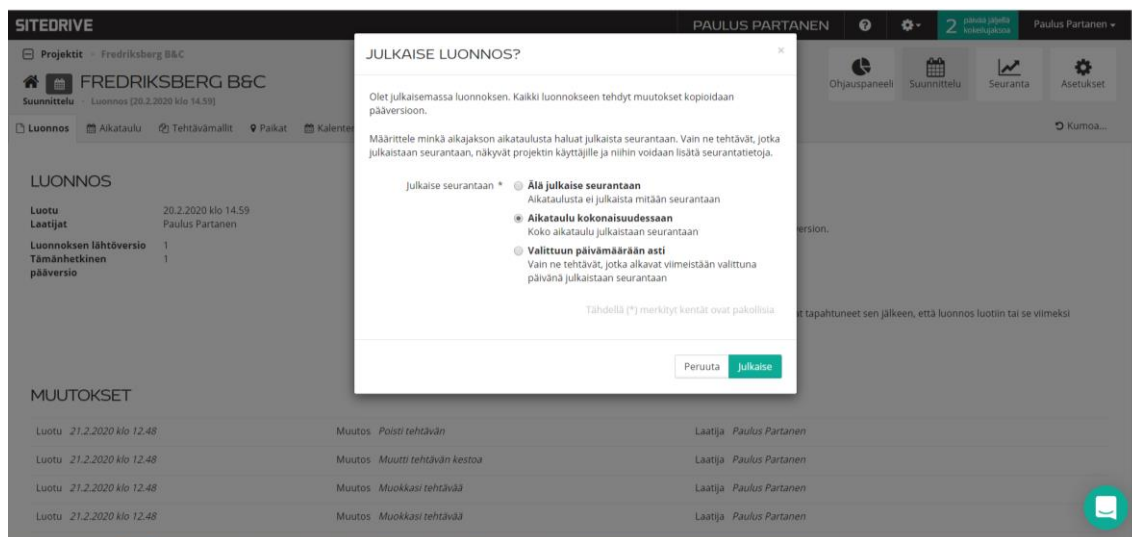 SITEDRIVE
PAULUS PARTANEN
2 päivää jäljellä
kokeilujaksoa
Paulus Partanen
Projektit Fredriksberg B&C
FREDRIKSBERG B&C
Suunnittelu Luonnos (20.2.2020 klo 14.59)
Ohjauspaneeli Suunnittelu Seuranta Asetukset
Luonnos Aikataulu Tehtävämallit Paikat
Kumoa...
JULKAISE LUONNOS?
×
Olet julkaisemassa luonnoksen. Kaikki luonnokseen tehdyt muutokset kopioidaan
pääversioon.
Määrittele minkä aikajakson aikataulusta haluat julkaista seurantaan. Vain ne tehtävät, jotka
julkaistaan seurantaan, näkyvät projektin käyttäjille ja niihin voidaan lisätä seurantatietoja.
Julkaise seurantaan * Älä julkaise seurantaan
Aikataulusta ei julkaista mitään seurantaan
Aikataulu kokonaisuudessaan
Koko aikataulu julkaistaan seurantaan
Valittuun päivämäärään asti
Vain ne tehtävät, jotka alkavat viimeistään valittuna
päivänä julkaistaan seurantaan
Tähdellä (*) merkityt kentät ovat pakollisia.
Peruuta Julkaise
LUONNOS
Luotu 20.2.2020 klo 14.59
Laatijat Paulus Partanen
Luonnoksen lähtöversio 1
Tämänhetkinen 1
pääversio
tapahtuneet sen jälkeen, että luonnos luotiin tai se viimeksi
MUUTOKSET
Luotu 21.2.2020 klo 12.48 Muutos Poisti tehtävän Laatija Paulus Partanen
Luotu 21.2.2020 klo 12.48 Muutos Muutti tehtävän kestoa Laatija Paulus Partanen
Luotu 21.2.2020 klo 12.48 Muutos Muokkasi tehtävää Laatija Paulus Partanen
Luotu 21.2.2020 klo 12.48 Muutos Muokkasi tehtävää Laatija Paulus Partanen